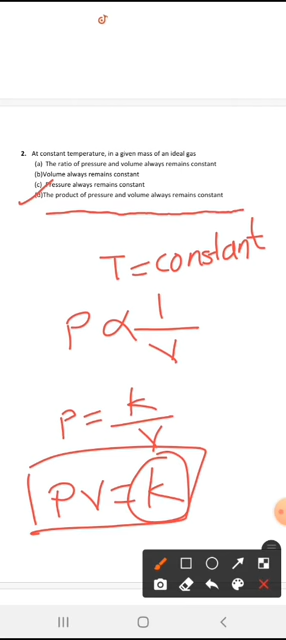 2. At constant temperature, in a given mass of an ideal gas
(a) The ratio of pressure and volume always remains constant
(b)Volume always remains constant
(c) Pressure always remains constant
(d)The product of pressure and volume always remains constant
T = constant
P ∝ 1/V
P = k/V
PV = k